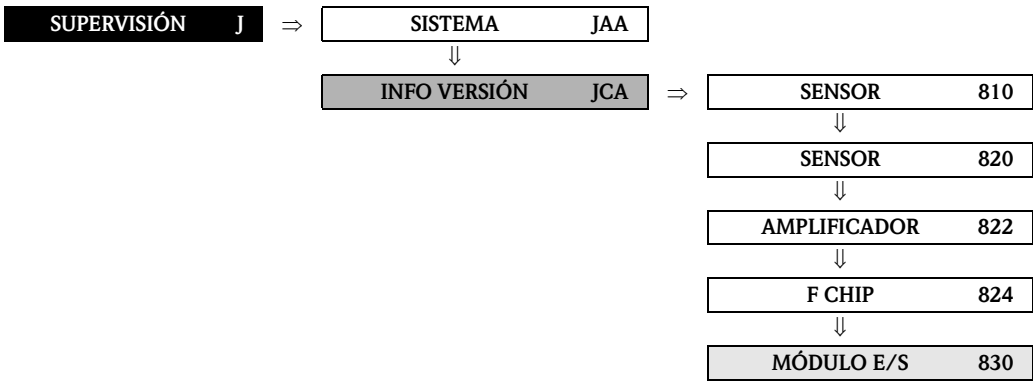 SUPERVISIÓN J ⇒ SISTEMA JAA
⇓
INFO VERSIÓN JCA ⇒ SENSOR 810
⇓
SENSOR 820
⇓
AMPLIFICADOR 822
⇓
F CHIP 824
⇓
MÓDULO E/S 830